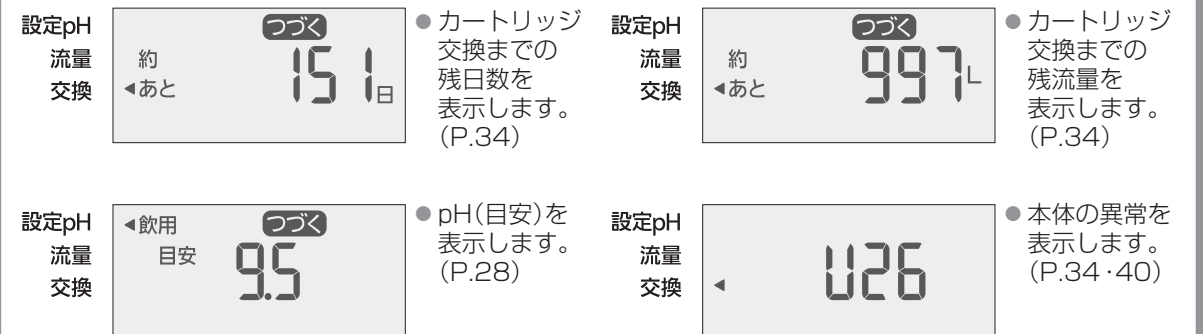 設定pH
流量
交換
つづく
約
◀あと
151日
● カートリッジ
交換までの
残日数を
表示します。
（P.34）
設定pH
流量
交換
つづく
約
◀あと
997L
● カートリッジ
交換までの
残流量を
表示します。
（P.34）
設定pH
流量
交換
◀飲用
つづく
目安
9.5
● pH（目安）を
表示します。
（P.28）
設定pH
流量
交換
◀
U26
● 本体の異常を
表示します。
（P.34・40）